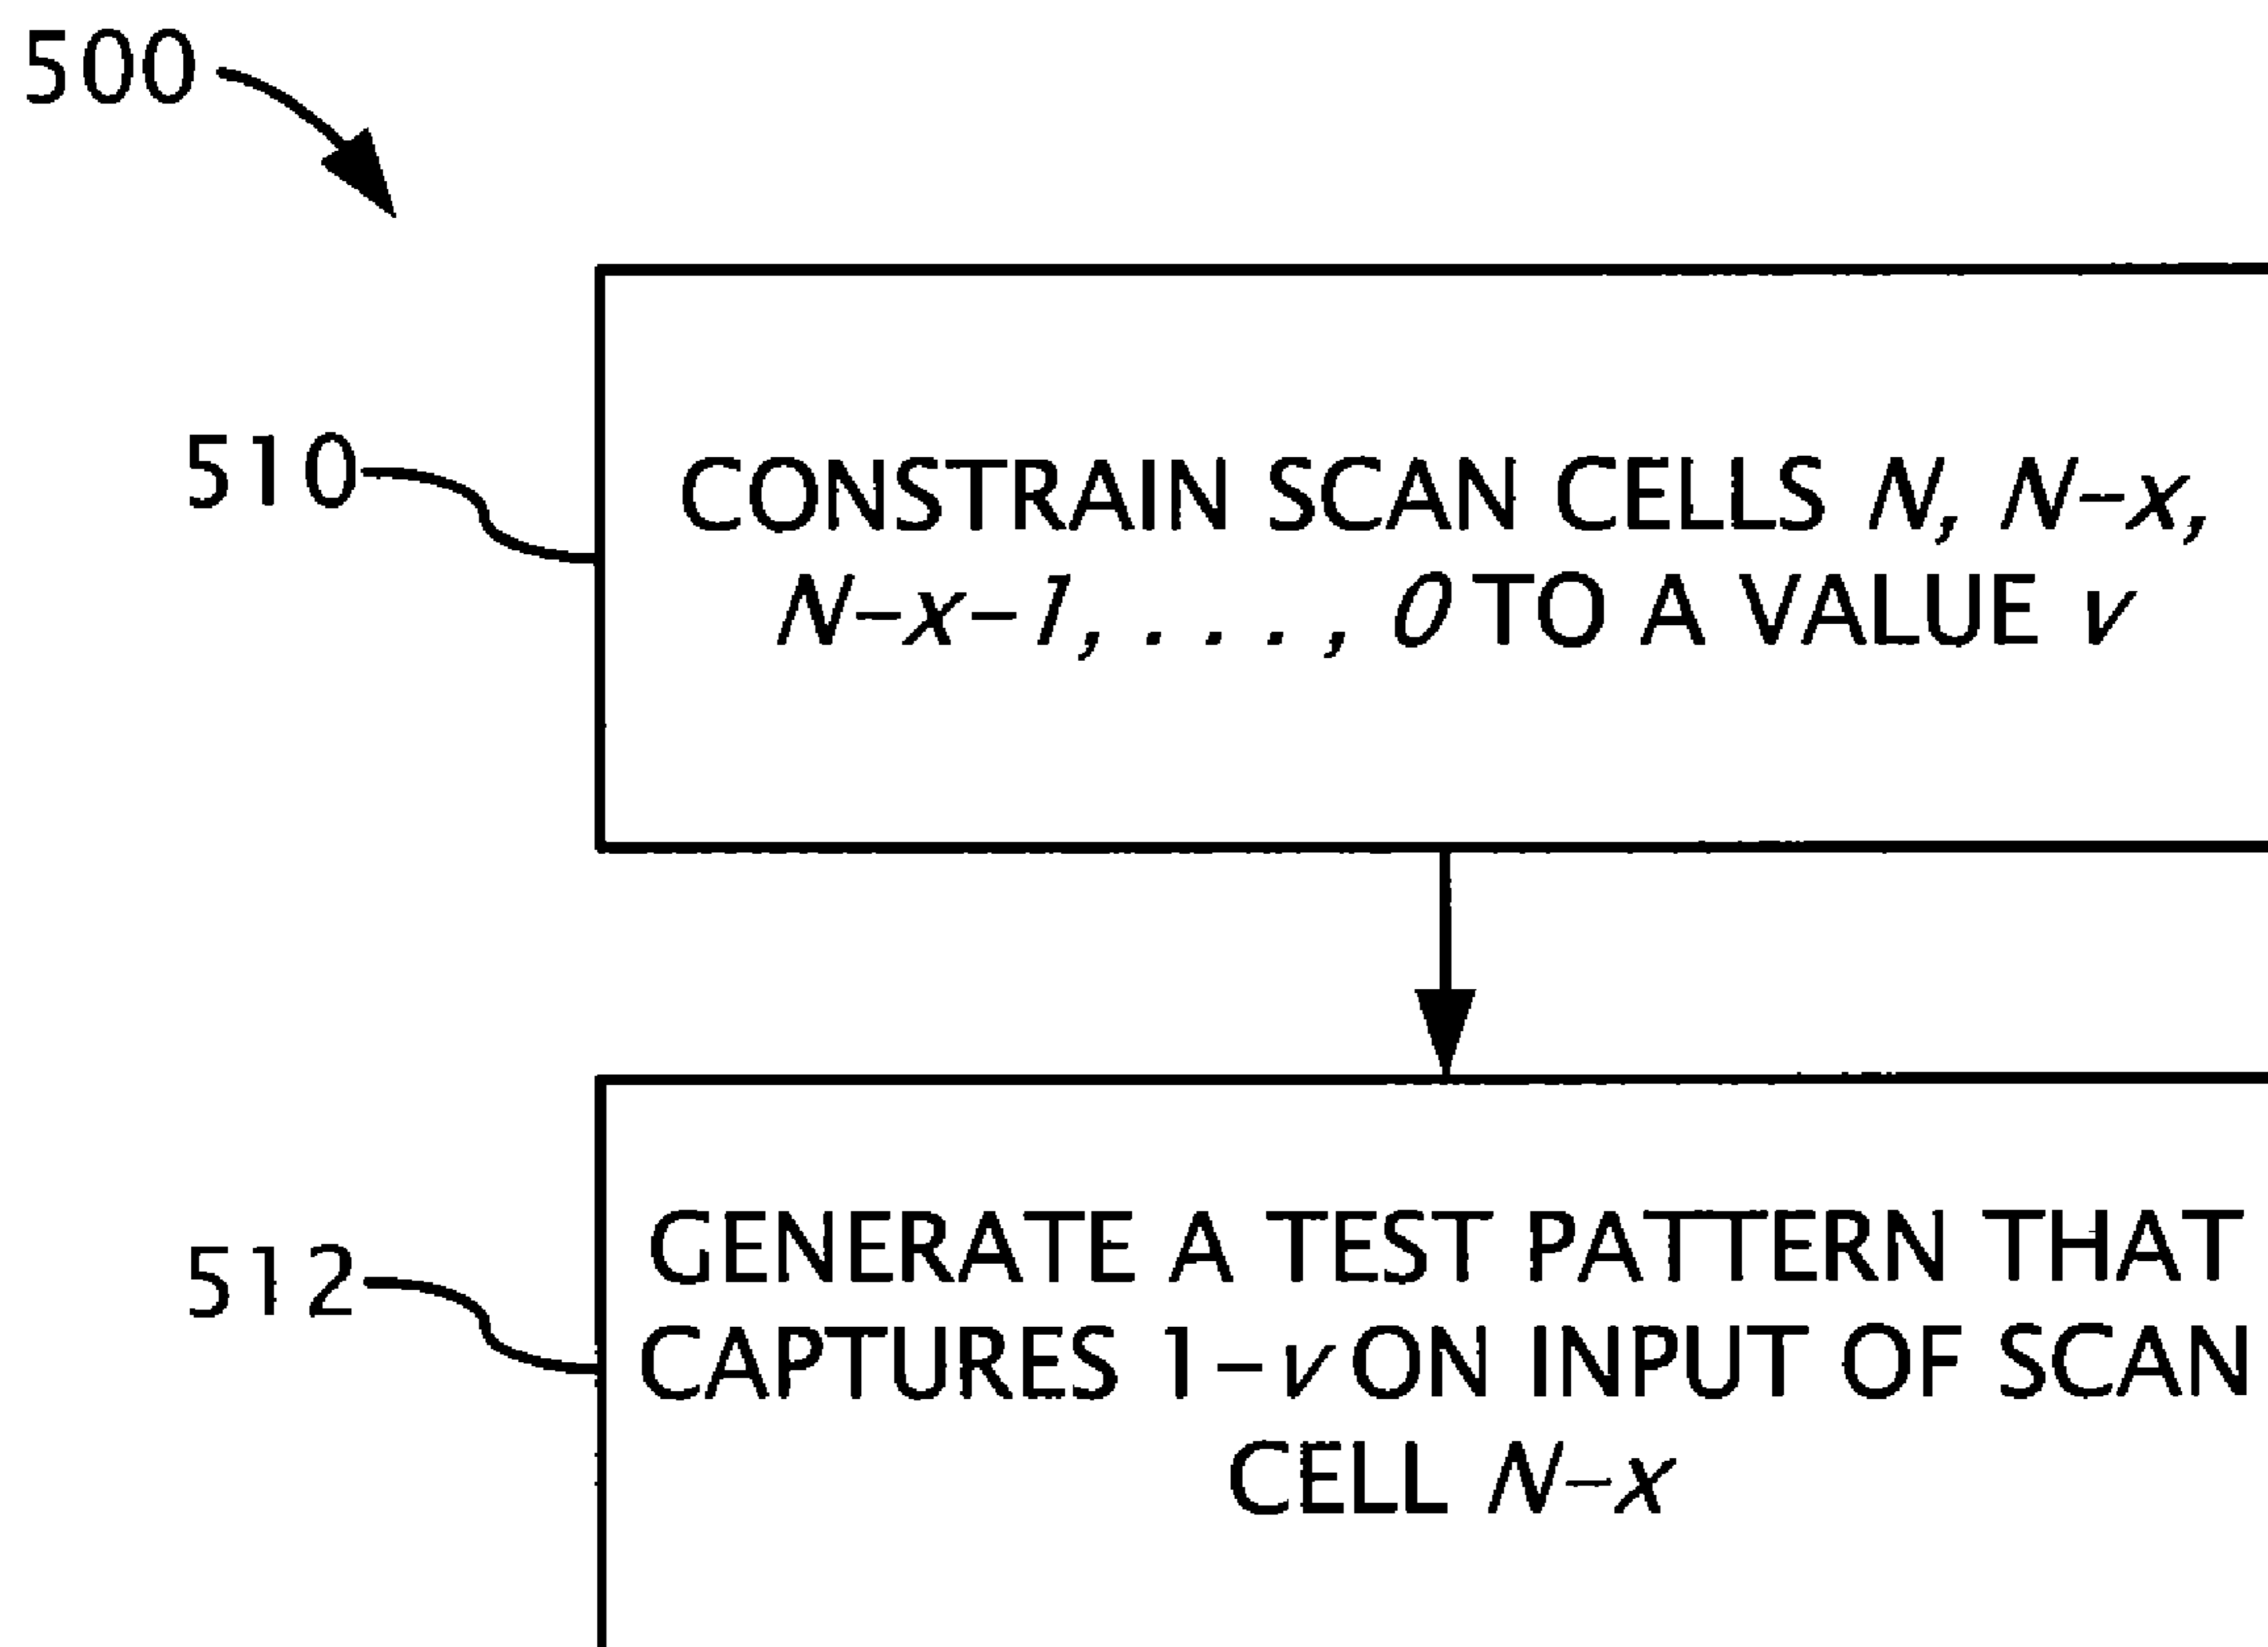 500
510
CONSTRAIN SCAN CELLS N, N-x,
N-x-1, . . . , 0 TO A VALUE v
512
GENERATE A TEST PATTERN THAT
CAPTURES 1-v ON INPUT OF SCAN
CELL N-x